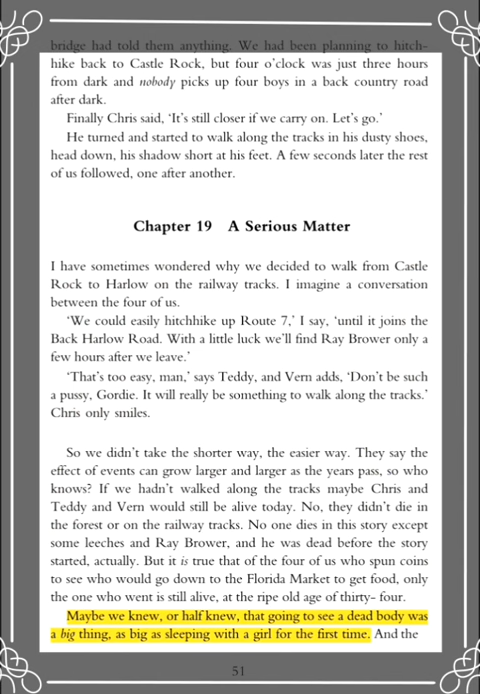 bridge had told them anything. We had been planning to hitch-
hike back to Castle Rock, but four o'clock was just three hours
from dark and nobody picks up four boys in a back country road
after dark.
Finally Chris said, 'It's still closer if we carry on. Let's go.'
He turned and started to walk along the tracks in his dusty shoes,
head down, his shadow short at his feet. A few seconds later the rest
of us followed, one after another.
Chapter 19 A Serious Matter
I have sometimes wondered why we decided to walk from Castle
Rock to Harlow on the railway tracks. I imagine a conversation
between the four of us.
'We could easily hitchhike up Route 7,' I say, 'until it joins the
Back Harlow Road. With a little luck we'll find Ray Brower only a
few hours after we leave.'
'That's too easy, man,' says Teddy, and Vern adds, 'Don't be such
a pussy, Gordie. It will really be something to walk along the tracks.'
Chris only smiles.
So we didn't take the shorter way, the easier way. They say the
effect of events can grow larger and larger as the years pass, so who
knows? If we hadn't walked along the tracks maybe Chris and
Teddy and Vern would still be alive today. No, they didn't die in
the forest or on the railway tracks. No one dies in this story except
some leeches and Ray Brower, and he was dead before the story
started, actually. But it is true that of the four of us who spun coins
to see who would go down to the Florida Market to get food, only
the one who went is still alive, at the ripe old age of thirty- four.
Maybe we knew, or half knew, that going to see a dead body was
a big thing, as big as sleeping with a girl for the first time. And the
51